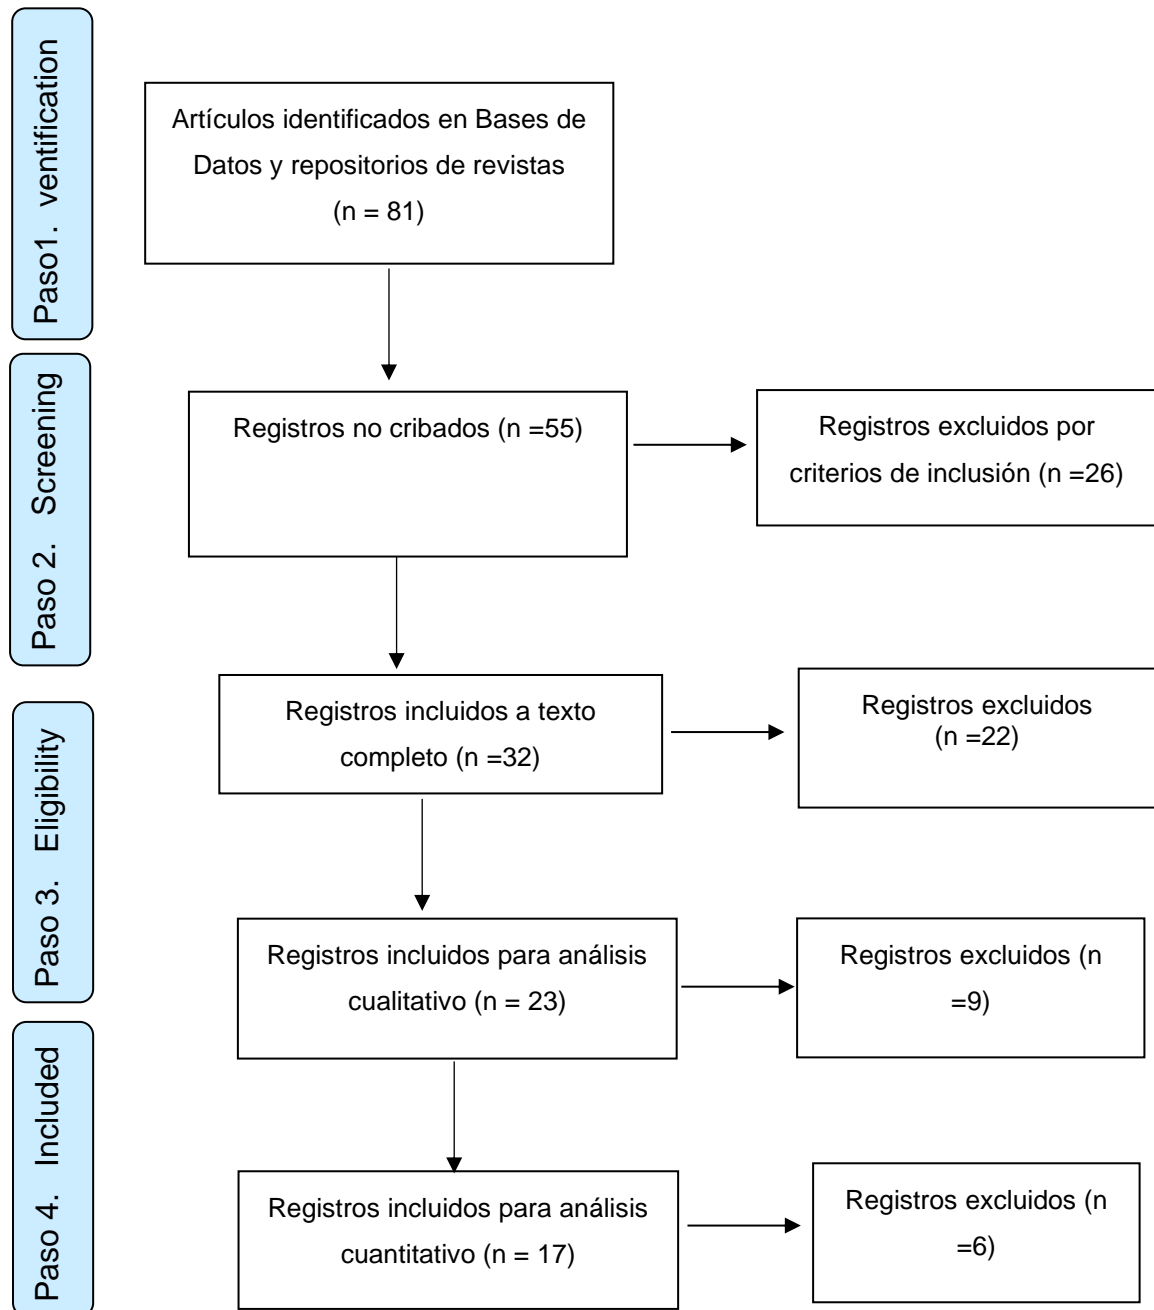 Paso1. ventification
Artículos identificados en Bases de
Datos y repositorios de revistas
(n = 81)
Paso 2. Screening
Registros no cribados (n =55)
Registros excluidos por
criterios de inclusión (n =26)
Paso 3. Eligibility
Registros incluidos a texto
completo (n =32)
Registros excluidos
(n =22)
Registros incluidos para análisis
cualitativo (n = 23)
Registros excluidos (n
=9)
Paso 4. Included
Registros incluidos para análisis
cuantitativo (n = 17)
Registros excluidos (n
=6)